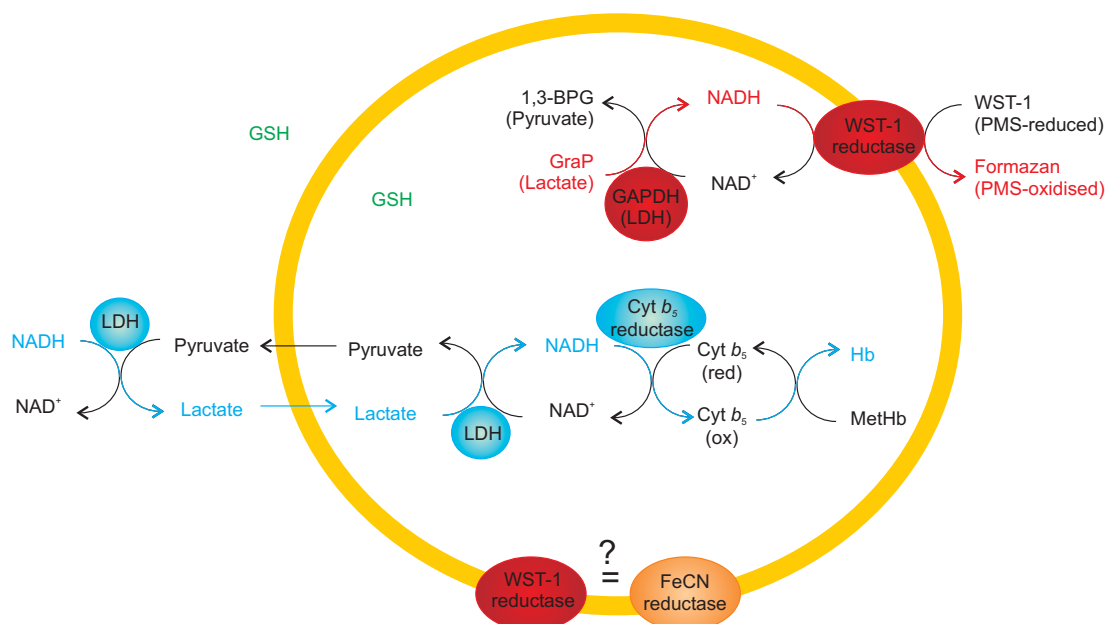 1,3-BPG
(Pyruvate)
NADH
WST-1
(PMS-reduced)
WST-1
reductase
GSH
GraP
(Lactate)
NAD⁺
Formazan
(PMS-oxidised)
GSH
GAPDH
(LDH)
LDH
Cyt b₅
reductase
NADH
Pyruvate
Pyruvate
NADH
Cyt b₅
(red)
Hb
NAD⁺
Lactate
Lactate
LDH
NAD⁺
Cyt b₅
(ox)
MetHb
?
=
WST-1
reductase
FeCN
reductase